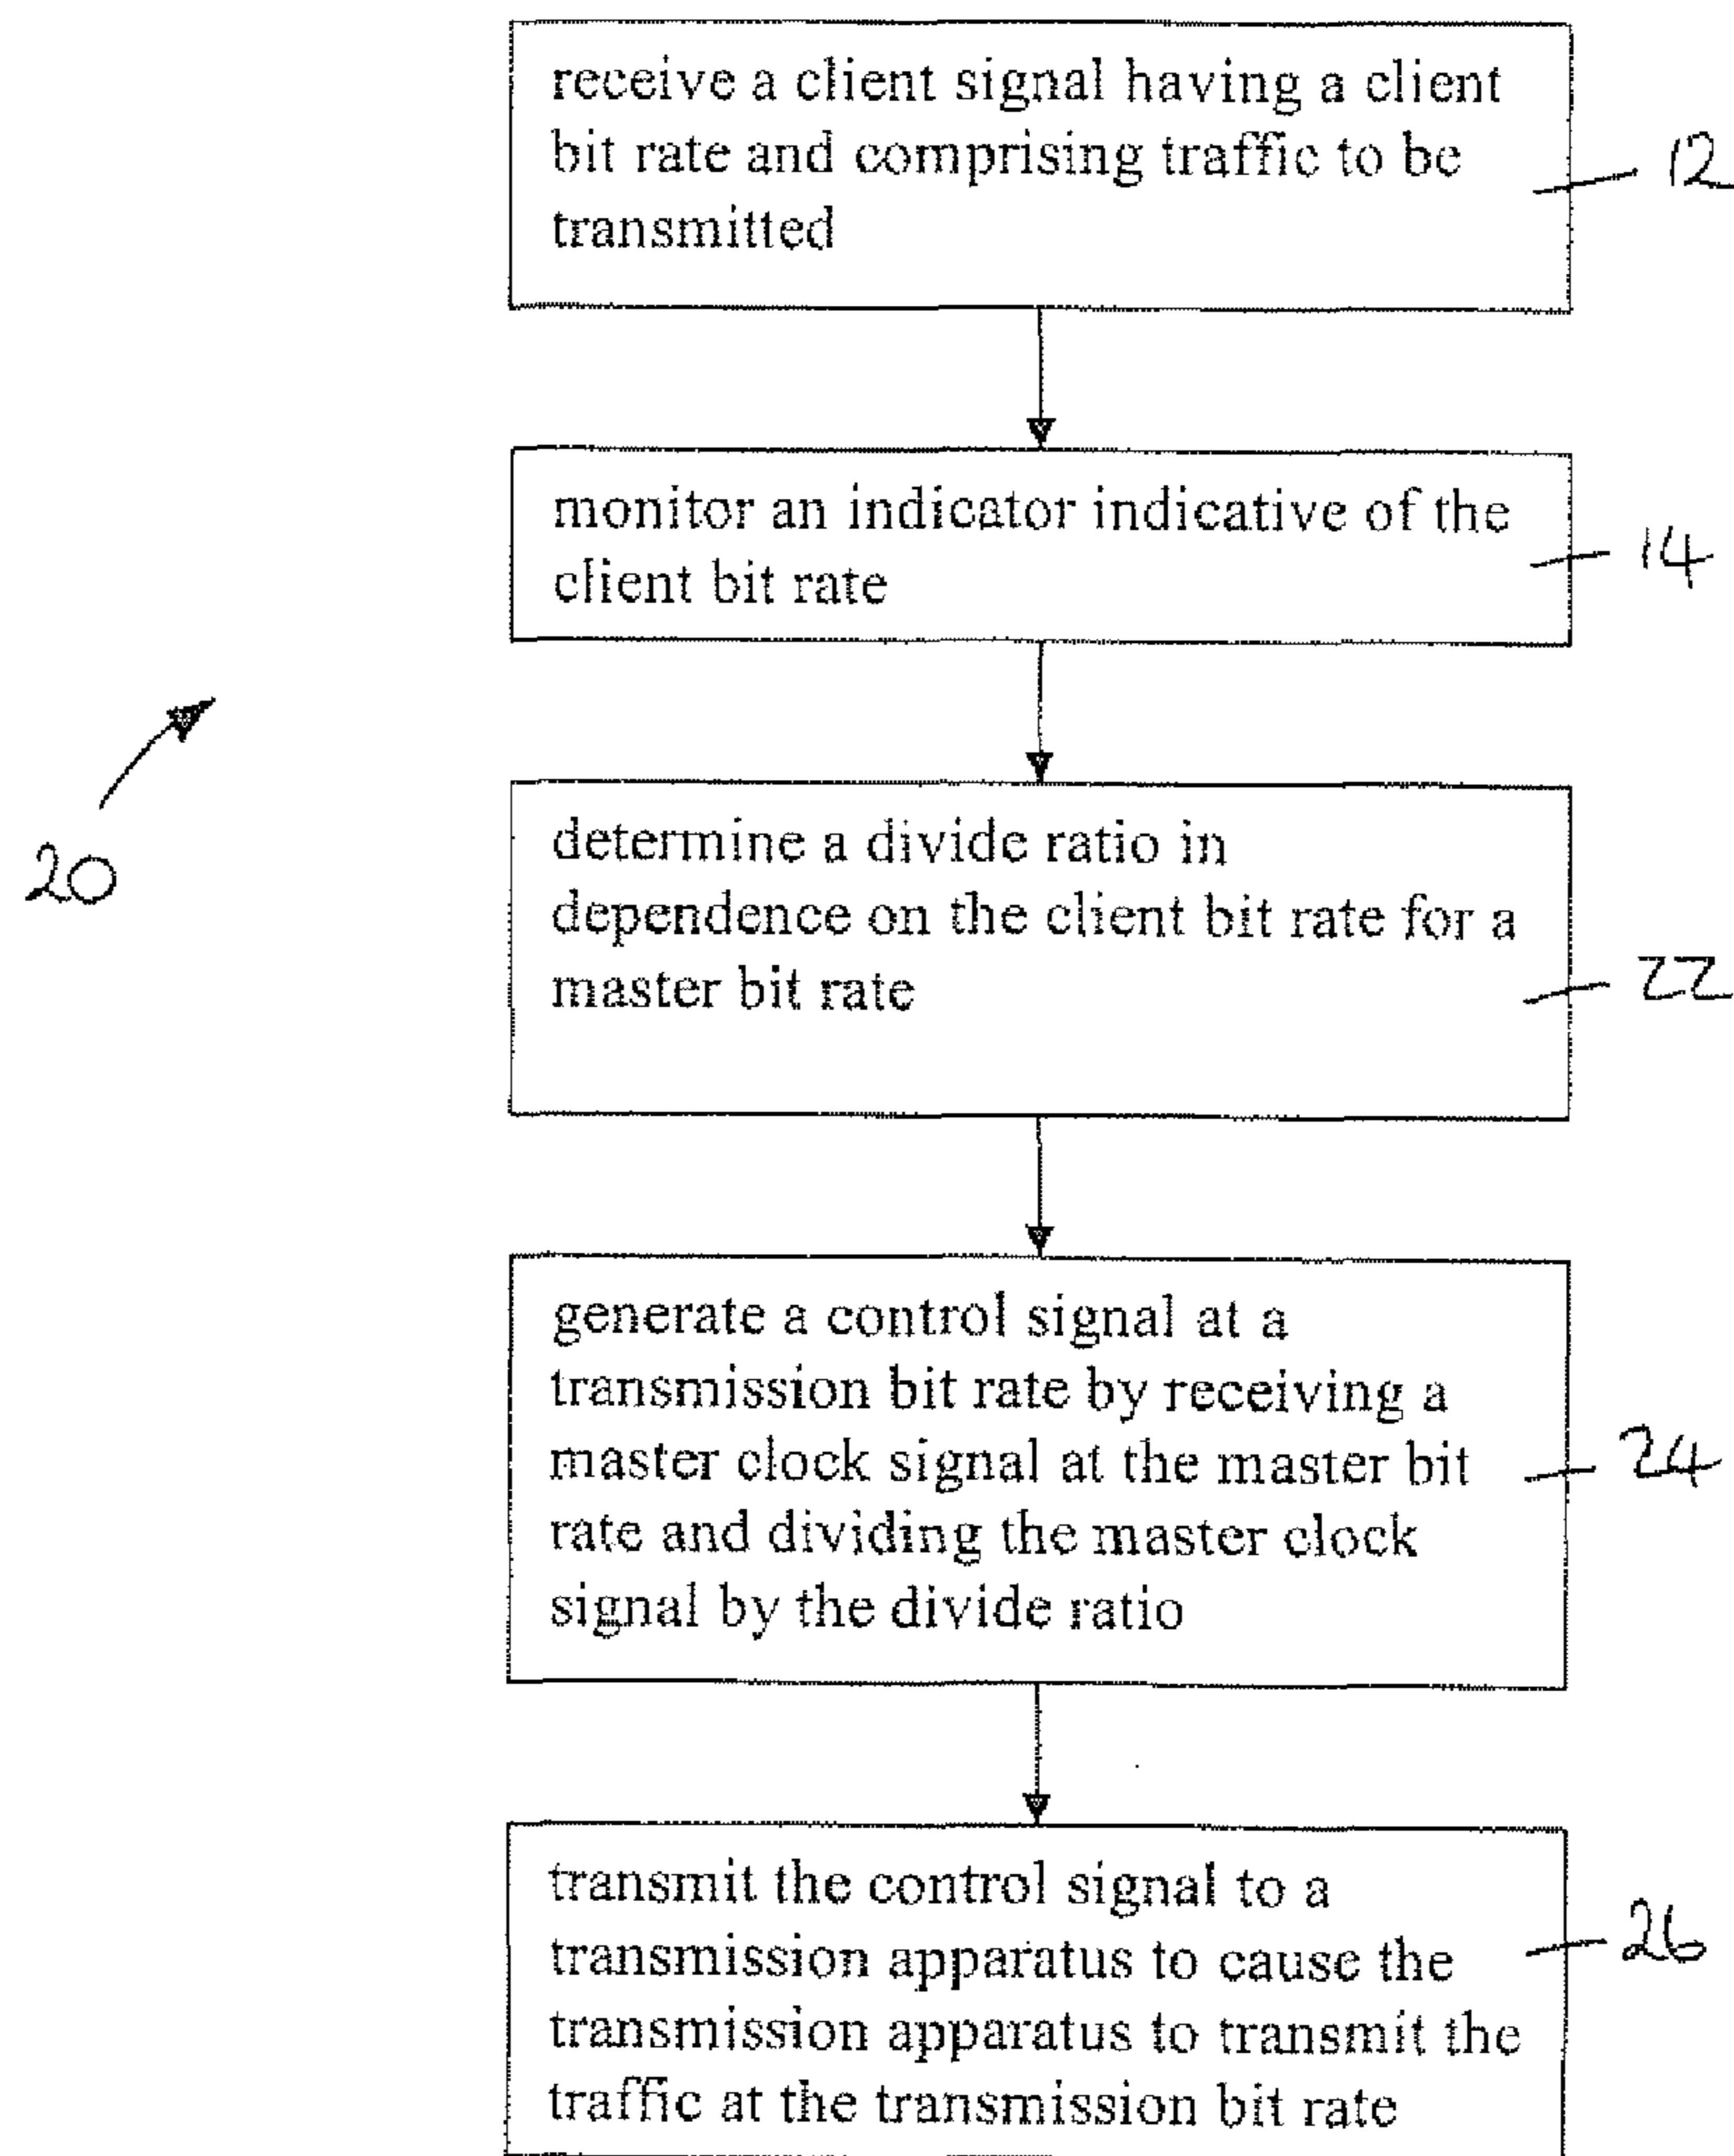 receive a client signal having a client
bit rate and comprising traffic to be
transmitted
12
monitor an indicator indicative of the
client bit rate
14
20
determine a divide ratio in
dependence on the client bit rate for a
master bit rate
22
generate a control signal at a
transmission bit rate by receiving a
master clock signal at the master bit
rate and dividing the master clock
signal by the divide ratio
24
transmit the control signal to a
transmission apparatus to cause the
transmission apparatus to transmit the
traffic at the transmission bit rate
26